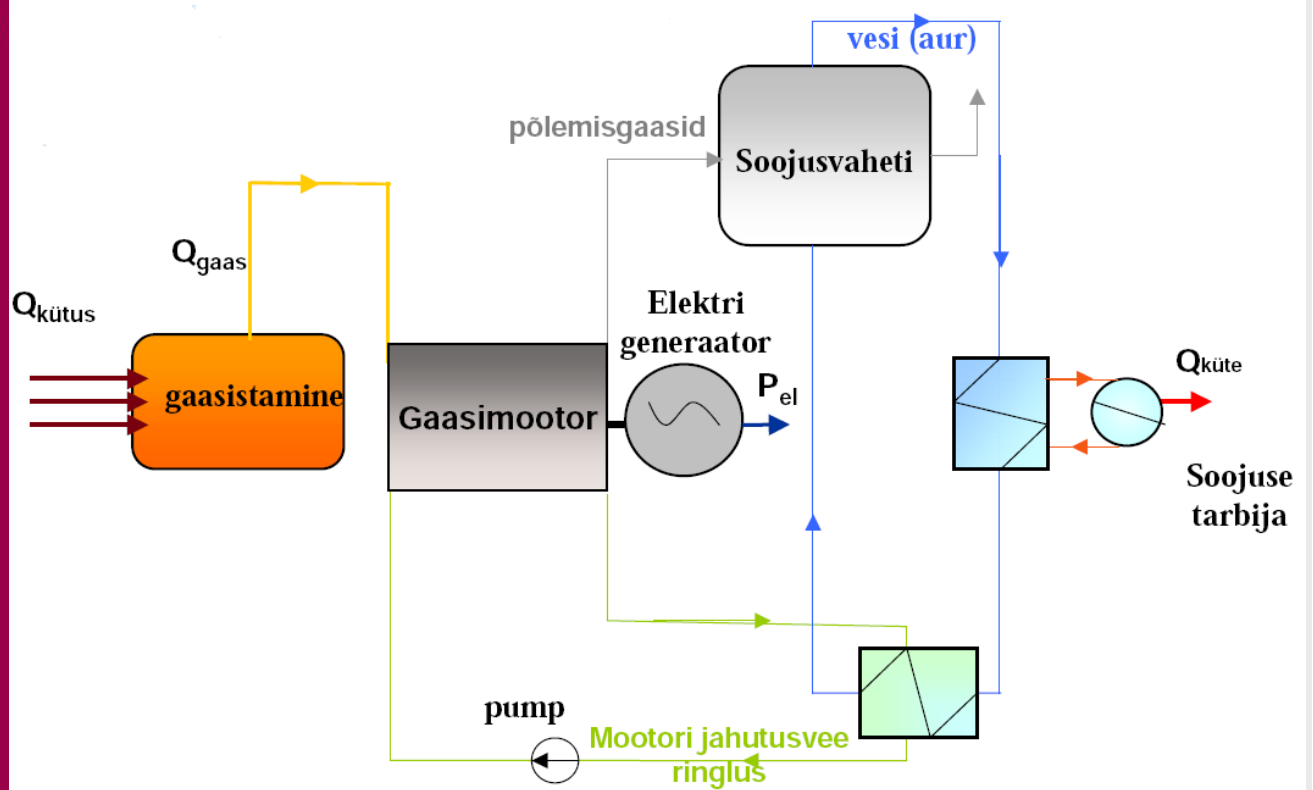 vesi (aur)
põlemisgaasid
Soojusvaheti
Qgaas
Qkütus
Elektri
generaator
gaasistamine
Gaasimootor
Pel
Qküte
Soojuse
tarbija
pump
Mootori jahutusvee
ringlus